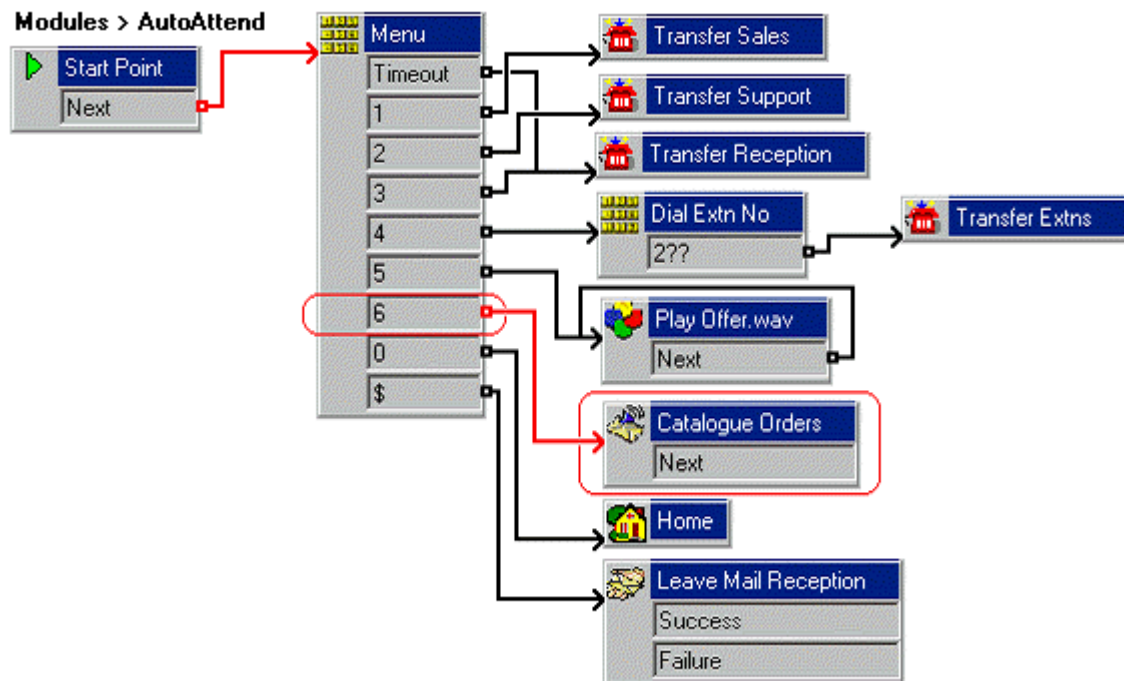 Modules > AutoAttend
Start Point
Next
Menu
Timeout
1
2
3
4
5
6
0
$
Transfer Sales
Transfer Support
Transfer Reception
Dial Extn No
2??
Transfer Extns
Play Offer.wav
Next
Catalogue Orders
Next
Home
Leave Mail Reception
Success
Failure